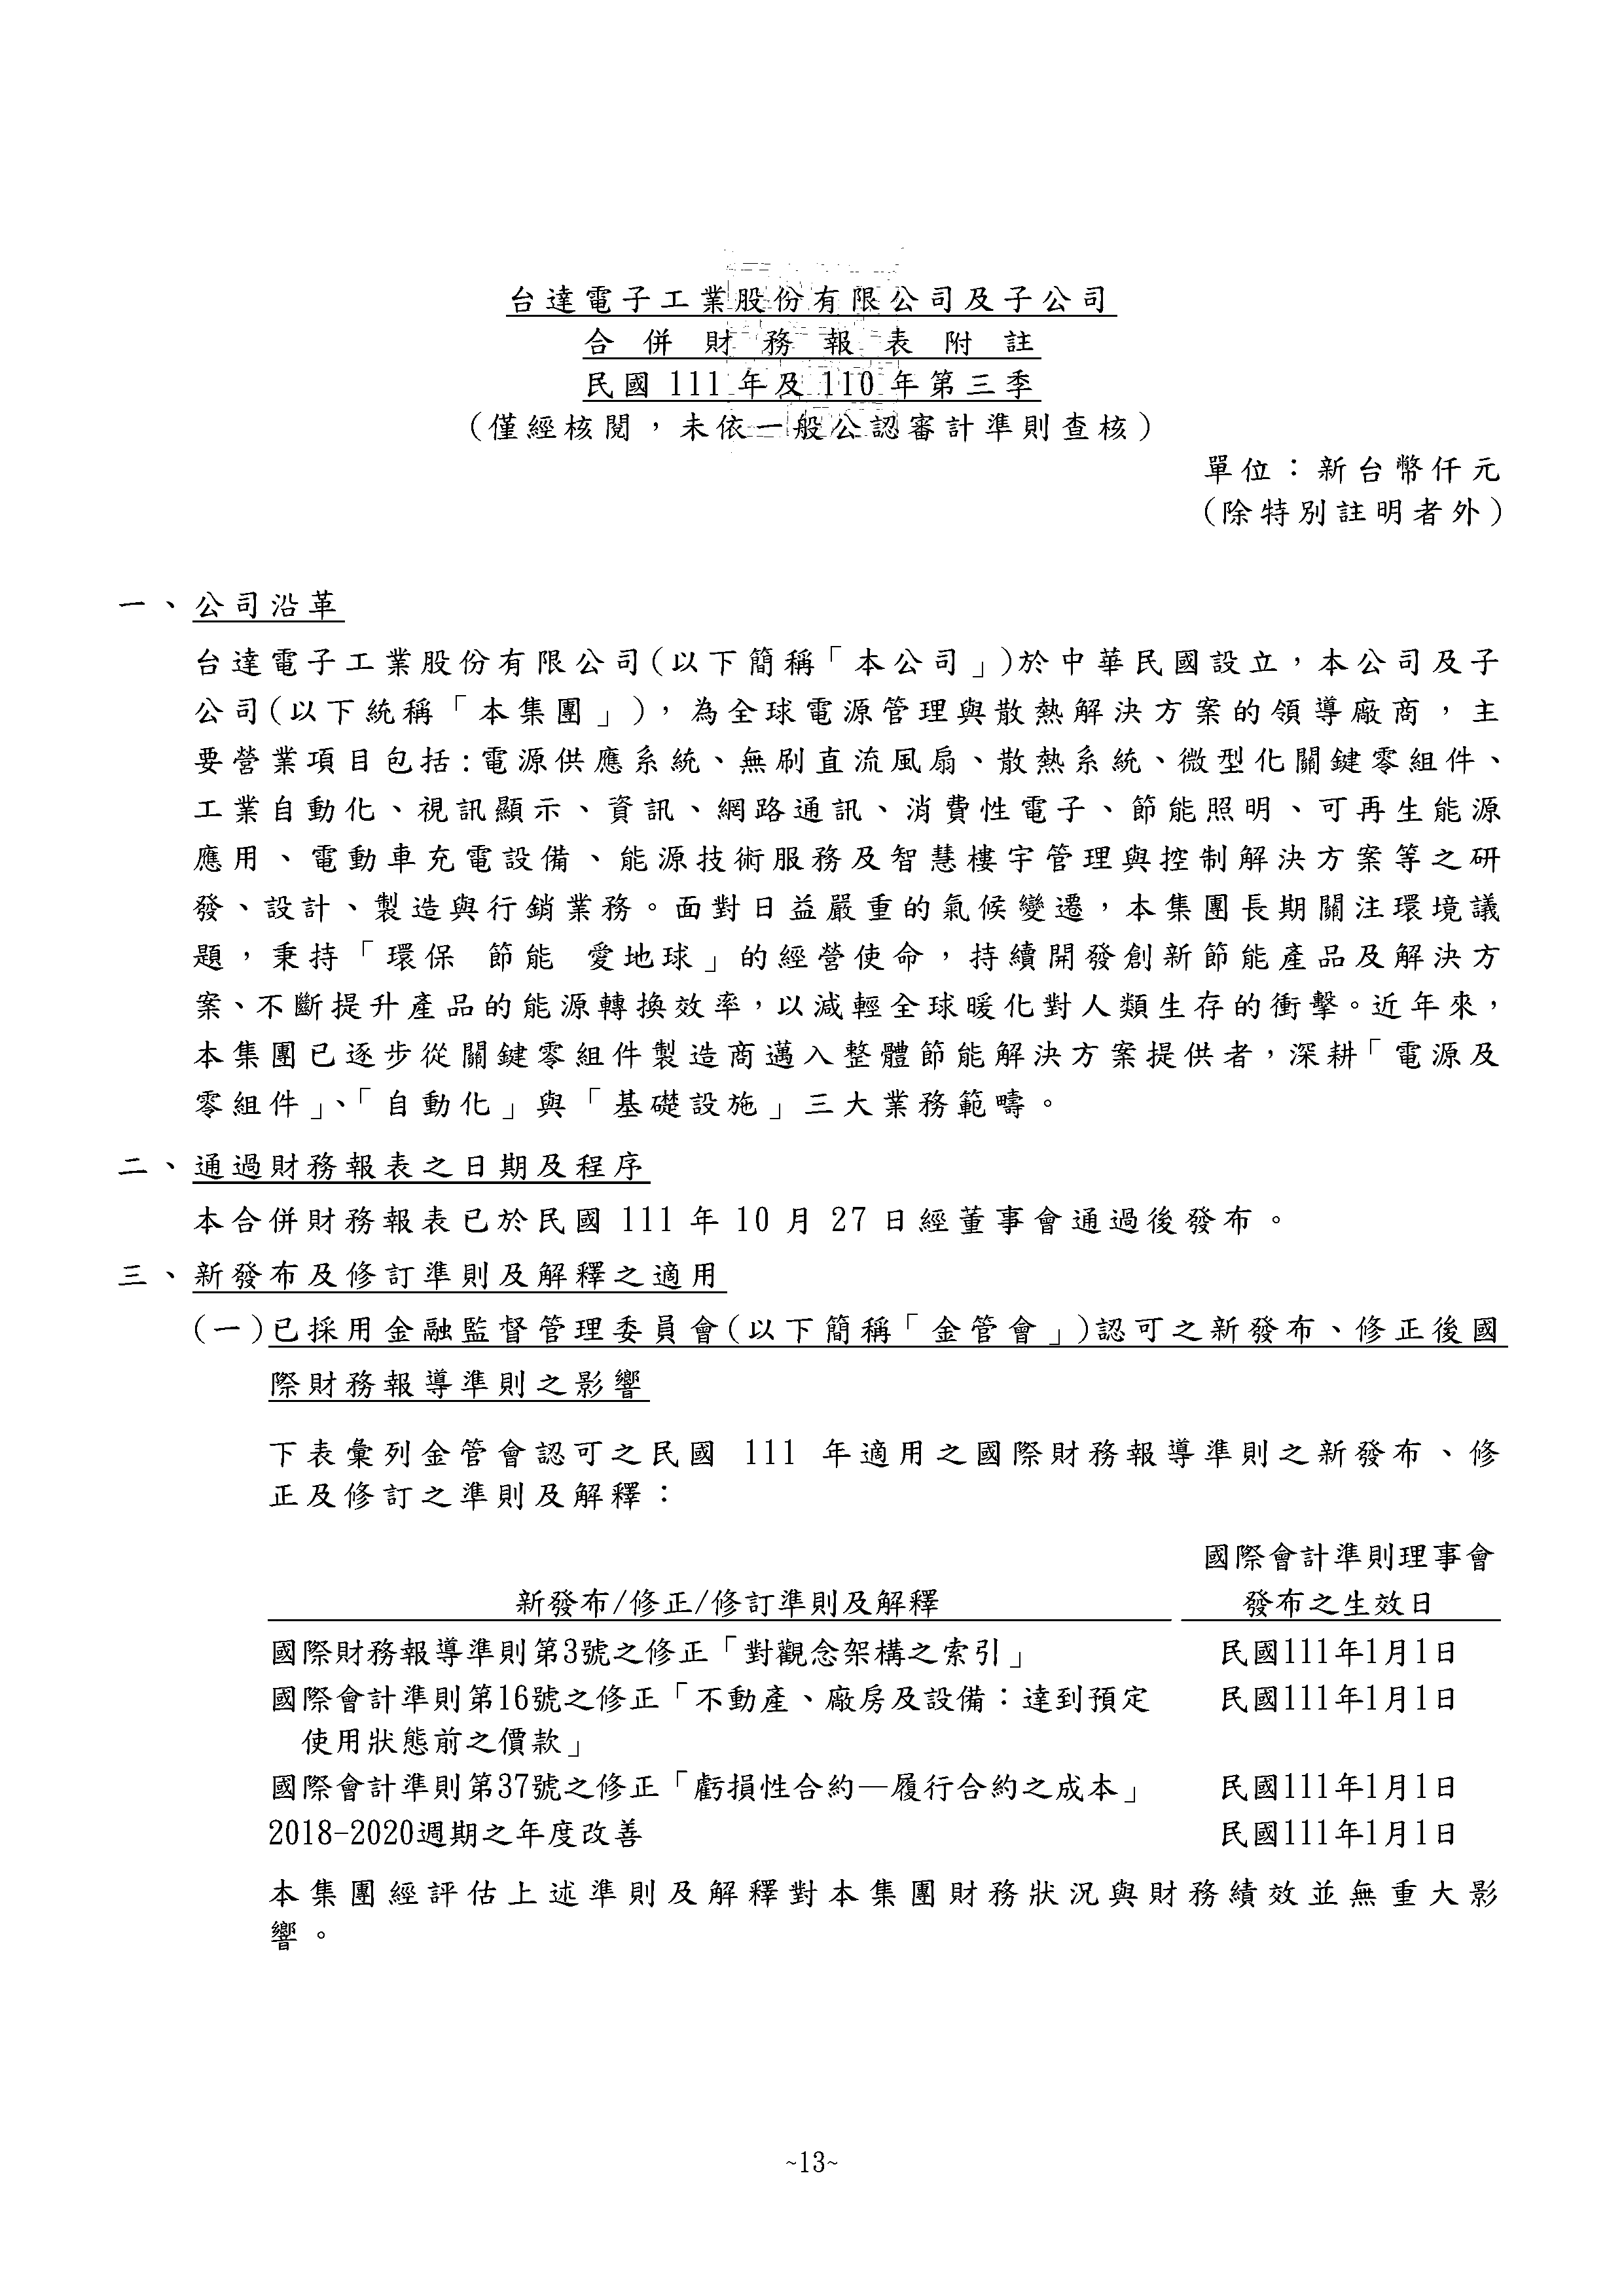 台達電子工業股份有限公司及子公司
合併財務報表附註
民國 111 年及 110 年第三季
(僅經核閱，未依一般公認審計準則查核)
單位：新台幣仟元
(除特別註明者外)
一、公司沿革
台達電子工業股份有限公司(以下簡稱「本公司」)於中華民國設立，本公司及子
公司(以下統稱「本集團」)，為全球電源管理與散熱解決方案的領導廠商，主
要營業項目包括:電源供應系統、無刷直流風扇、散熱系統、微型化關鍵零組件、
工業自動化、視訊顯示、資訊、網路通訊、消費性電子、節能照明、可再生能源
應用、電動車充電設備、能源技術服務及智慧樓宇管理與控制解決方案等之研
發、設計、製造與行銷業務。面對日益嚴重的氣候變遷，本集團長期關注環境議
題，秉持「環保 節能 愛地球」的經營使命，持續開發創新節能產品及解決方
案、不斷提升產品的能源轉換效率，以減輕全球暖化對人類生存的衝擊。近年來，
本集團已逐步從關鍵零組件製造商邁入整體節能解決方案提供者，深耕「電源及
零組件」、「自動化」與「基礎設施」三大業務範疇。
二、通過財務報表之日期及程序
本合併財務報表已於民國 111 年 10 月 27 日經董事會通過後發布。
三、新發布及修訂準則及解釋之適用
(一)已採用金融監督管理委員會(以下簡稱「金管會」)認可之新發布、修正後國
際財務報導準則之影響
下表彙列金管會認可之民國 111 年適用之國際財務報導準則之新發布、修
正及修訂之準則及解釋：
國際會計準則理事會
新發布/修正/修訂準則及解釋 發布之生效日
國際財務報導準則第3號之修正「對觀念架構之索引」 民國111年1月1日
國際會計準則第16號之修正「不動產、廠房及設備：達到預定 民國111年1月1日
使用狀態前之價款」
國際會計準則第37號之修正「虧損性合約—履行合約之成本」 民國111年1月1日
2018-2020週期之年度改善 民國111年1月1日
本集團經評估上述準則及解釋對本集團財務狀況與財務績效並無重大影
響。
~13~